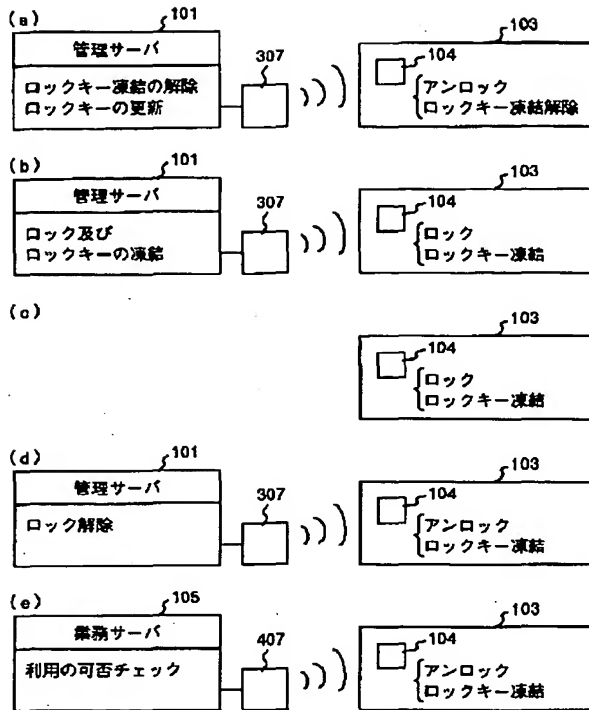 (a)
101
管理サーバ
ロックキー凍結の解除
ロックキーの更新
307
103
104
アンロック
ロックキー凍結解除
(b)
101
管理サーバ
ロック及び
ロックキーの凍結
307
103
104
ロック
ロックキー凍結
(c)
103
104
ロック
ロックキー凍結
(d)
101
管理サーバ
ロック解除
307
103
104
アンロック
ロックキー凍結
(e)
105
業務サーバ
利用の可否チェック
407
103
104
アンロック
ロックキー凍結